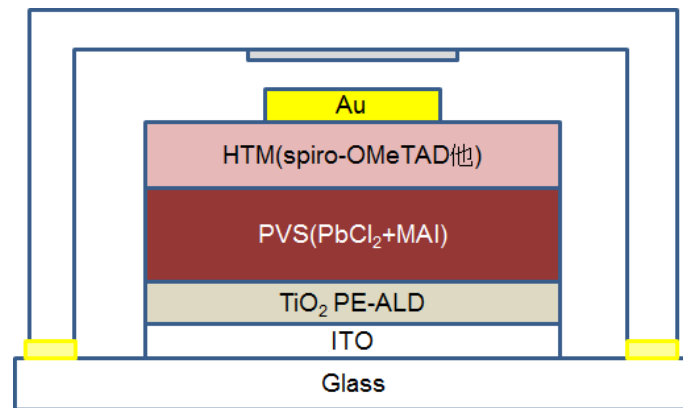 Au
HTM(spiro-OMeTAD他)
PVS(PbCl₂+MAI)
TiO₂ PE-ALD
ITO
Glass